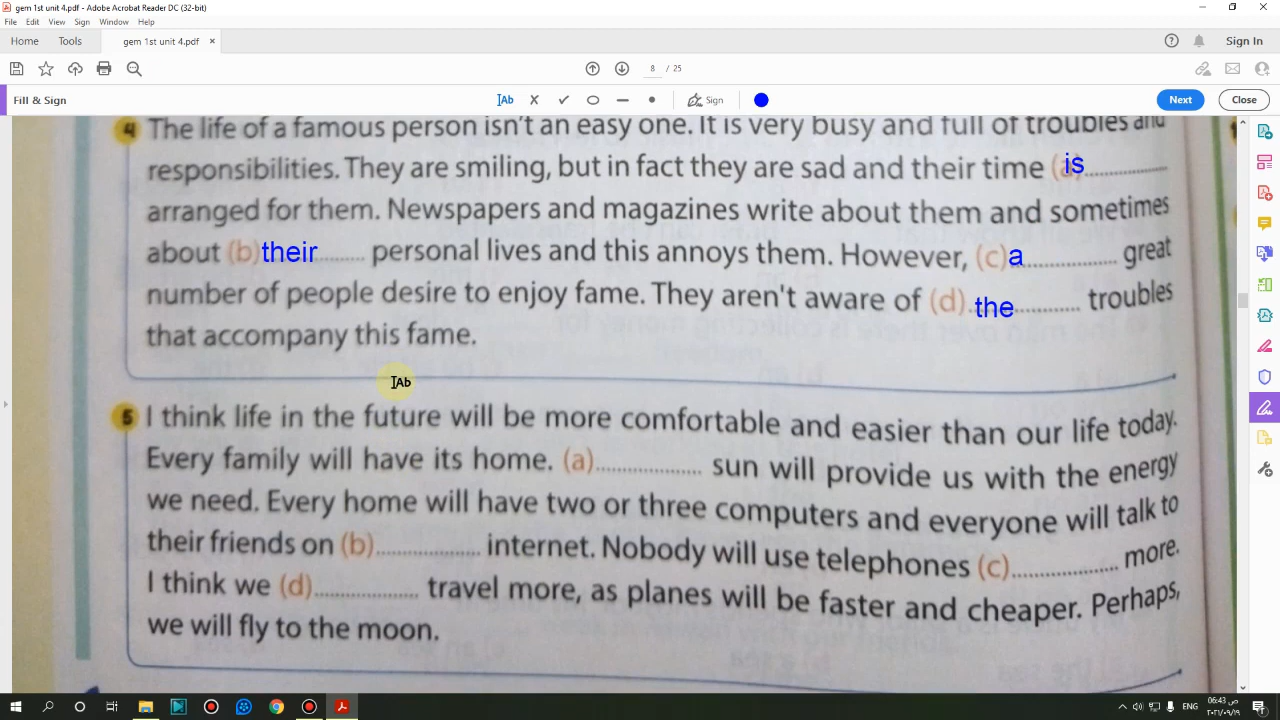 gem 1st unit 4.pdf - Adobe Acrobat Reader DC (32-bit)
File Edit View Sign Window Help
Home Tools gem 1st unit 4.pdf × Sign In
8 / 25
Fill & Sign IAb Sign Next Close
4 The life of a famous person isn't an easy one. It is very busy and full of troubles and
responsibilities. They are smiling, but in fact they are sad and their time (a) is ..............
arranged for them. Newspapers and magazines write about them and sometimes
about (b) their ......... personal lives and this annoys them. However, (c) a ................ great
number of people desire to enjoy fame. They aren't aware of (d). the ........... troubles
that accompany this fame.
IAb
5 I think life in the future will be more comfortable and easier than our life today.
Every family will have its home. (a)................. sun will provide us with the energy
we need. Every home will have two or three computers and everyone will talk to
their friends on (b)................. internet. Nobody will use telephones (c)................. more.
I think we (d)................. travel more, as planes will be faster and cheaper. Perhaps,
we will fly to the moon.
ENG 06:43 ص
٢٠٢١/٠٩/٠٩